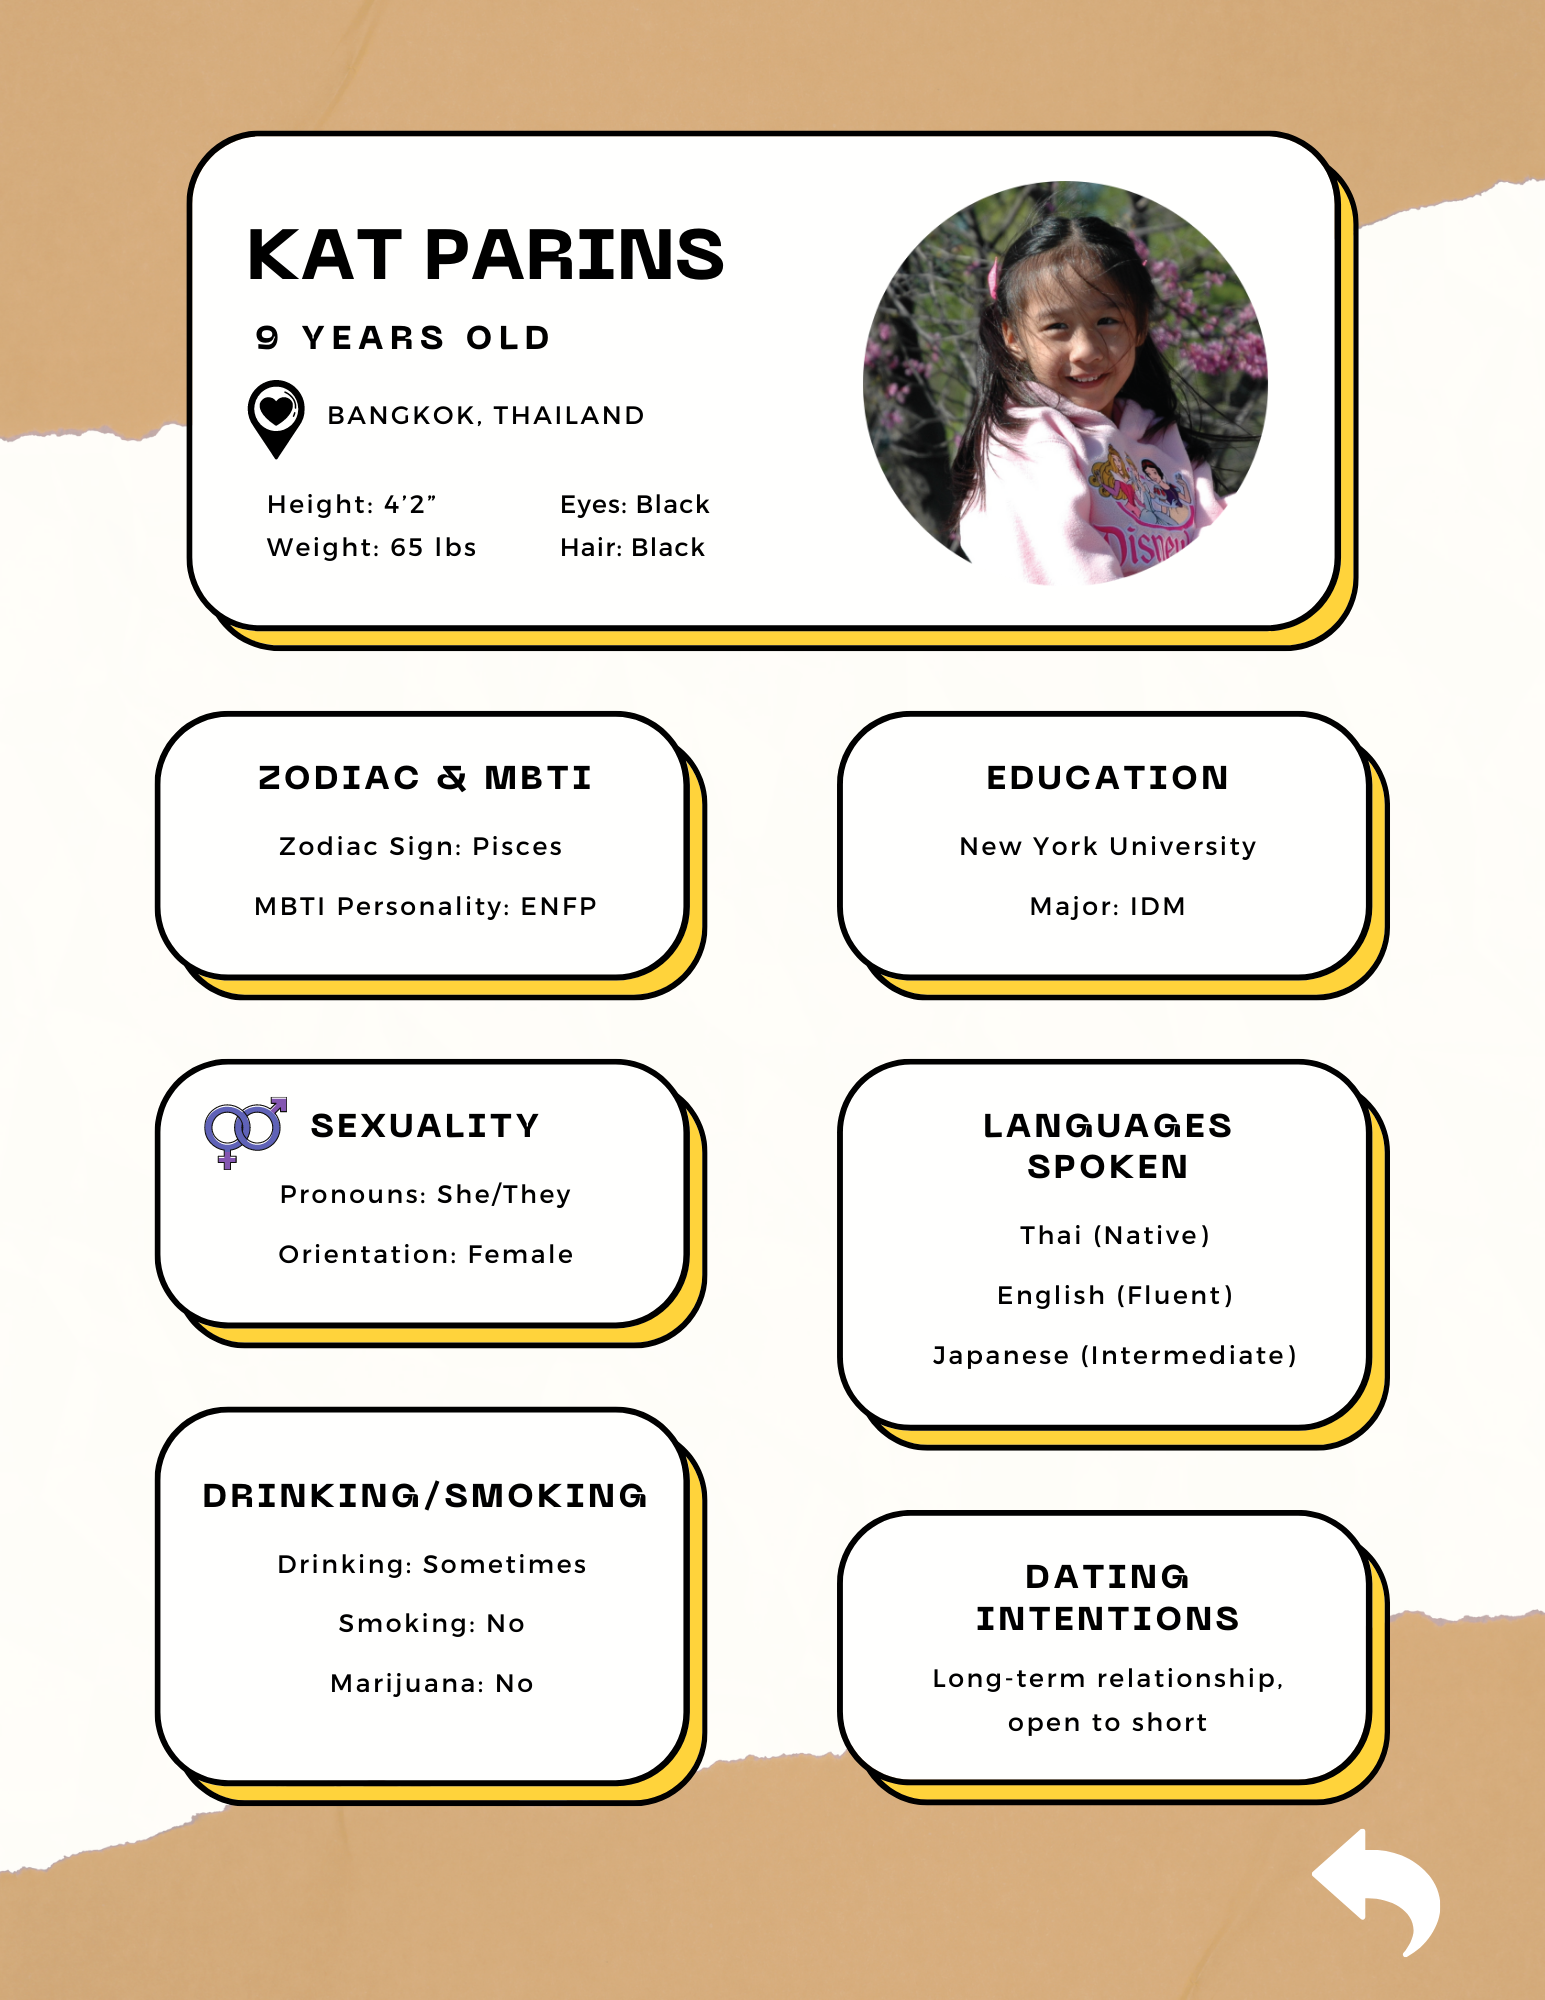 KAT PARINS
9 YEARS OLD
BANGKOK, THAILAND
Height: 4’2”
Weight: 65 lbs
Eyes: Black
Hair: Black
Disney
ZODIAC & MBTI
Zodiac Sign: Pisces
MBTI Personality: ENFP
EDUCATION
New York University
Major: IDM
SEXUALITY
Pronouns: She/They
Orientation: Female
LANGUAGES
SPOKEN
Thai (Native)
English (Fluent)
Japanese (Intermediate)
DRINKING/SMOKING
Drinking: Sometimes
Smoking: No
Marijuana: No
DATING
INTENTIONS
Long-term relationship,
open to short